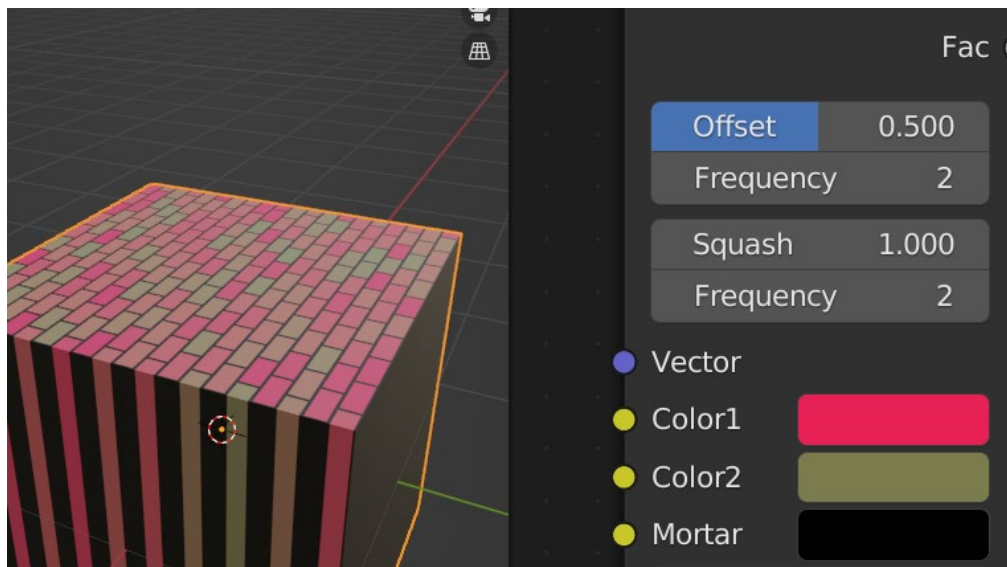 Fac
Offset 0.500
Frequency 2
Squash 1.000
Frequency 2
Vector
Color1
Color2
Mortar